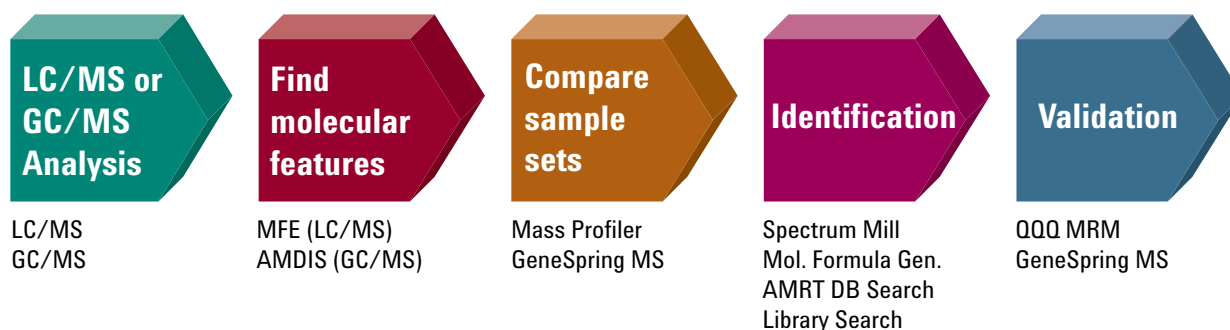 LC/MS or
GC/MS
Analysis
LC/MS
GC/MS
Find
molecular
features
MFE (LC/MS)
AMDIS (GC/MS)
Compare
sample
sets
Mass Profiler
GeneSpring MS
Identification
Spectrum Mill
Mol. Formula Gen.
AMRT DB Search
Library Search
Validation
QQQ MRM
GeneSpring MS